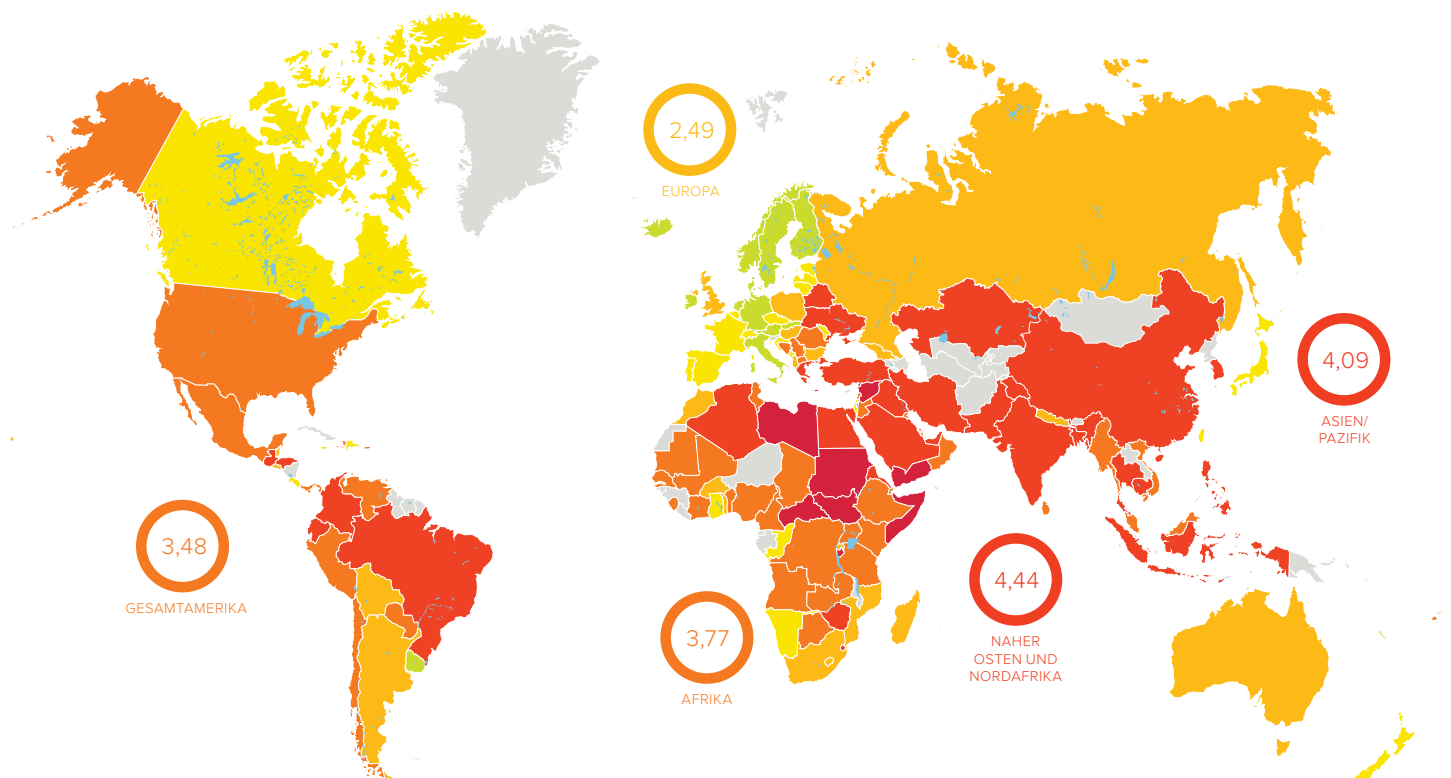 2,49
EUROPA
4,09
ASIEN/
PAZIFIK
3,48
GESAMTAMERIKA
4,44
NAHER
OSTEN UND
NORDAFRIKA
3,77
AFRIKA